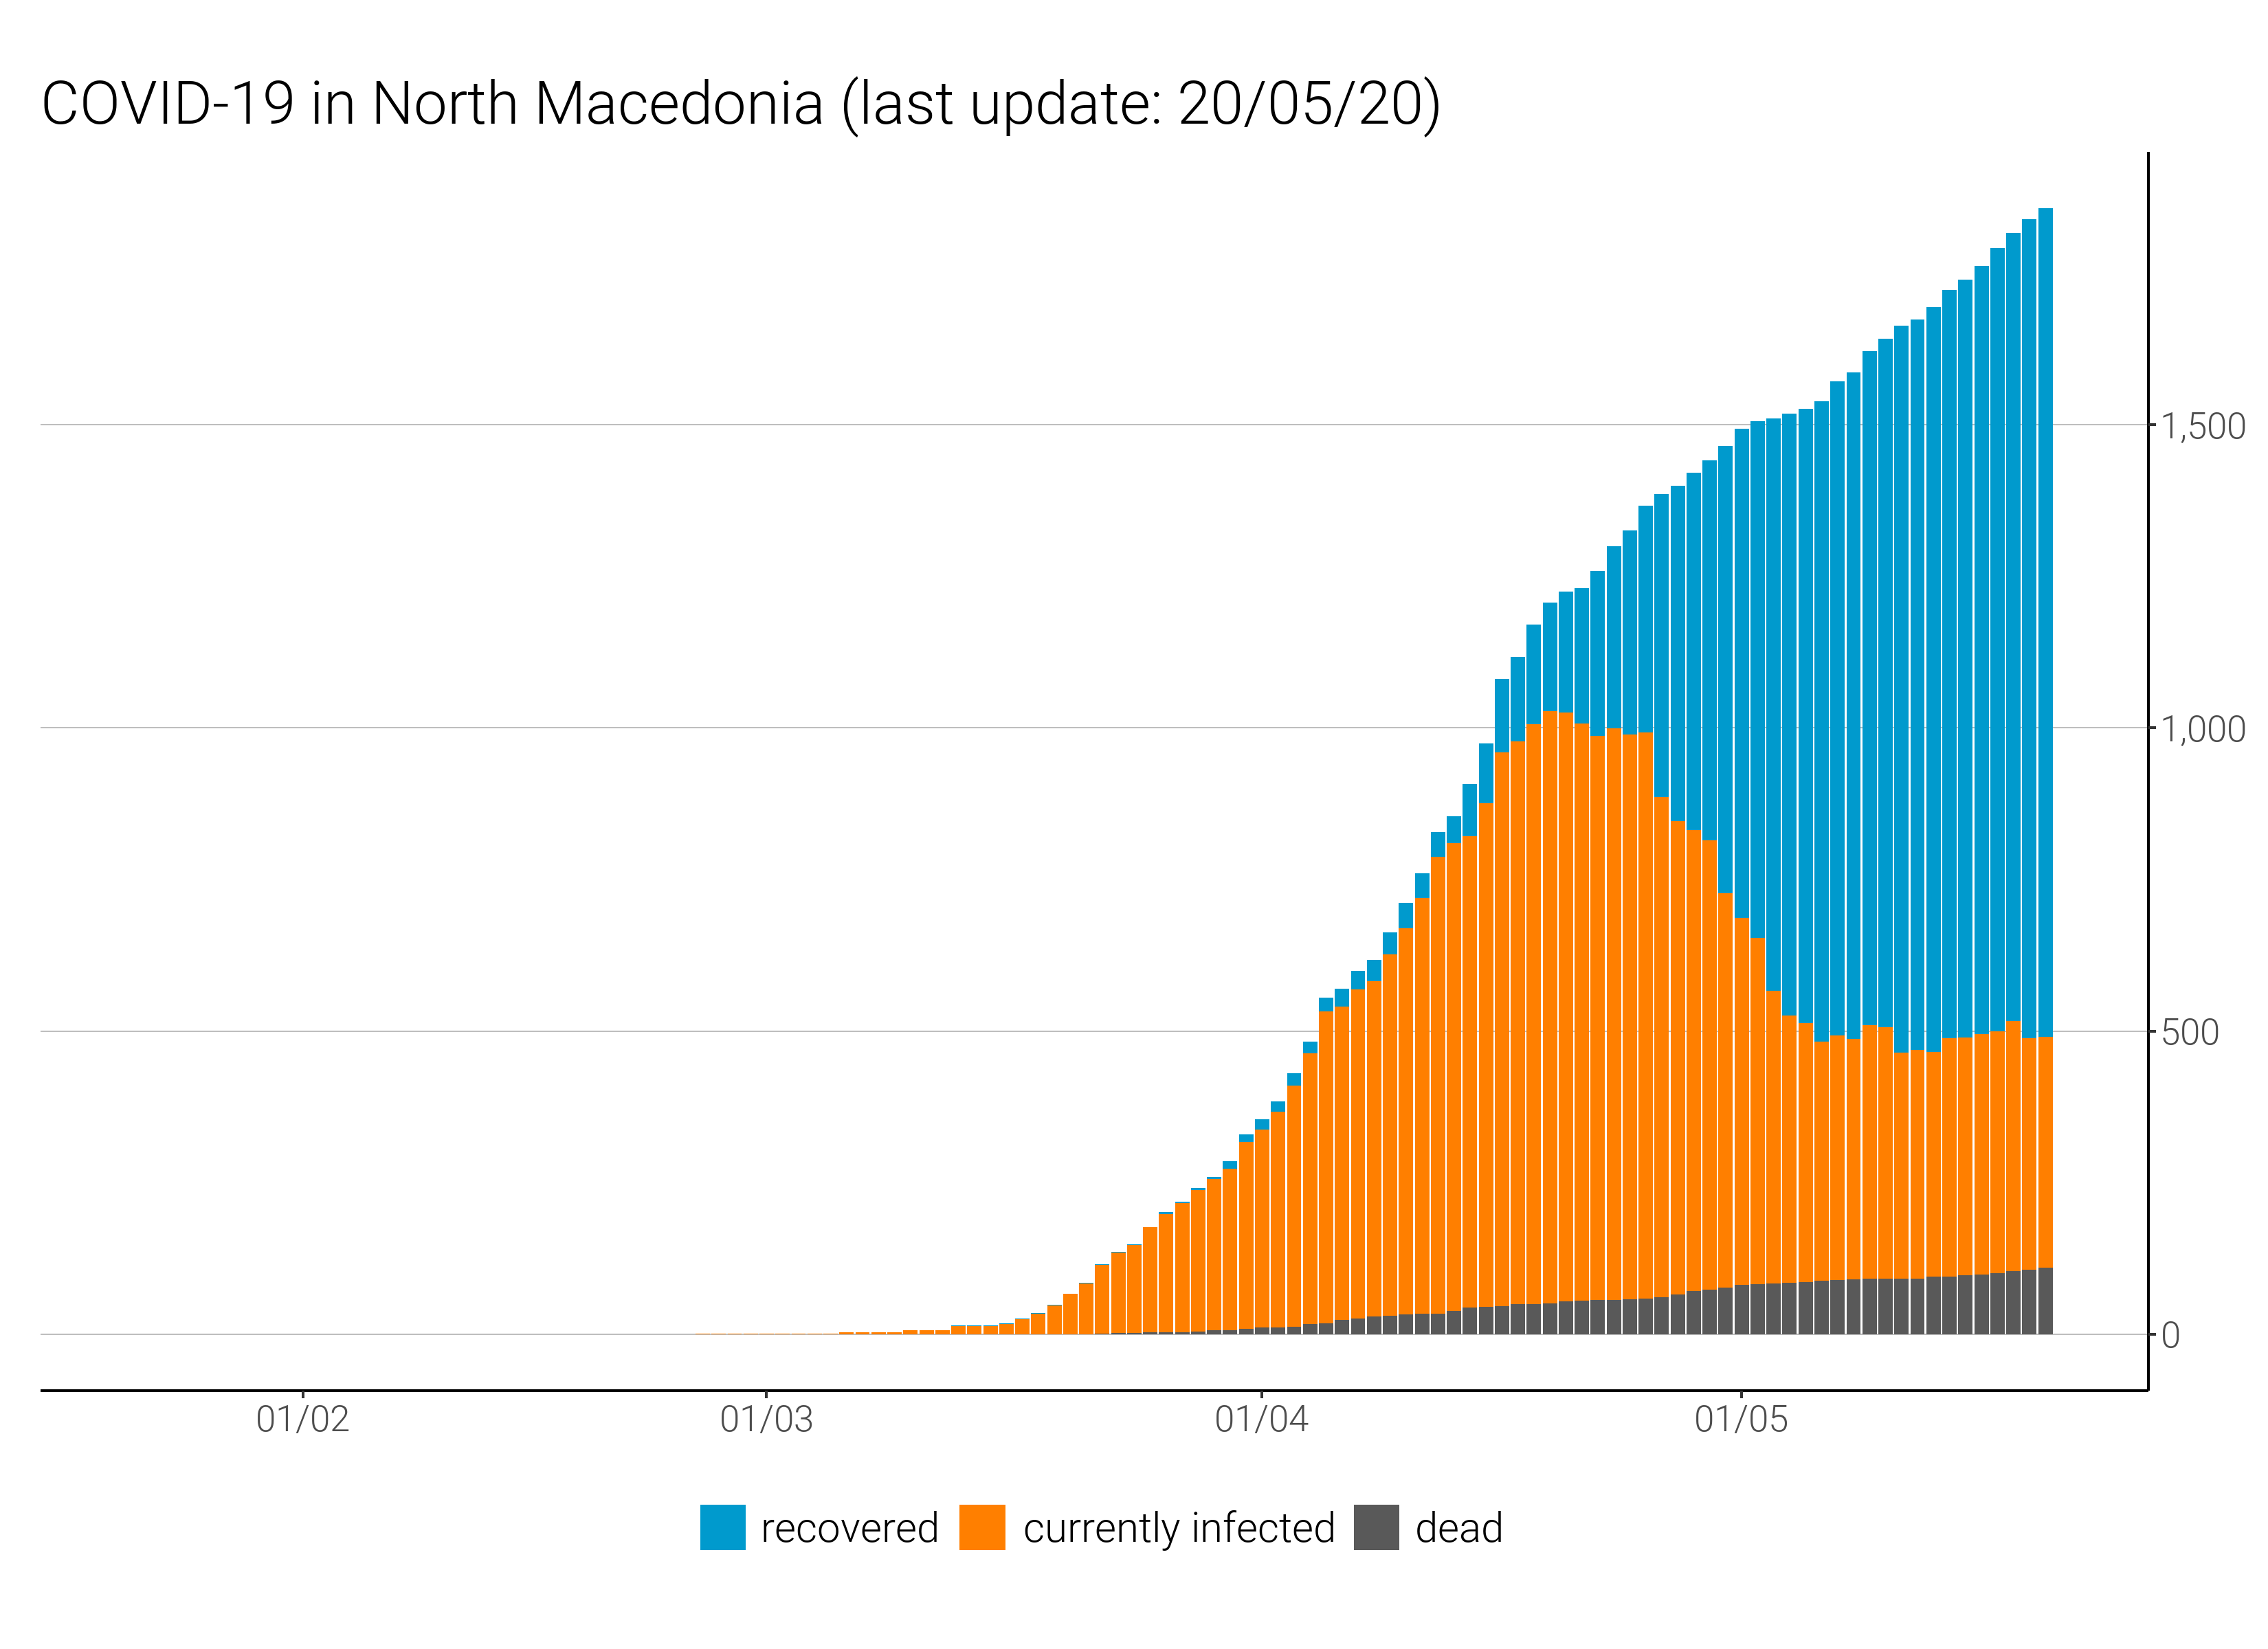 COVID-19 in North Macedonia (last update: 20/05/20)
1,500
1,000
500
0
01/02 01/03 01/04 01/05
recovered currently infected dead